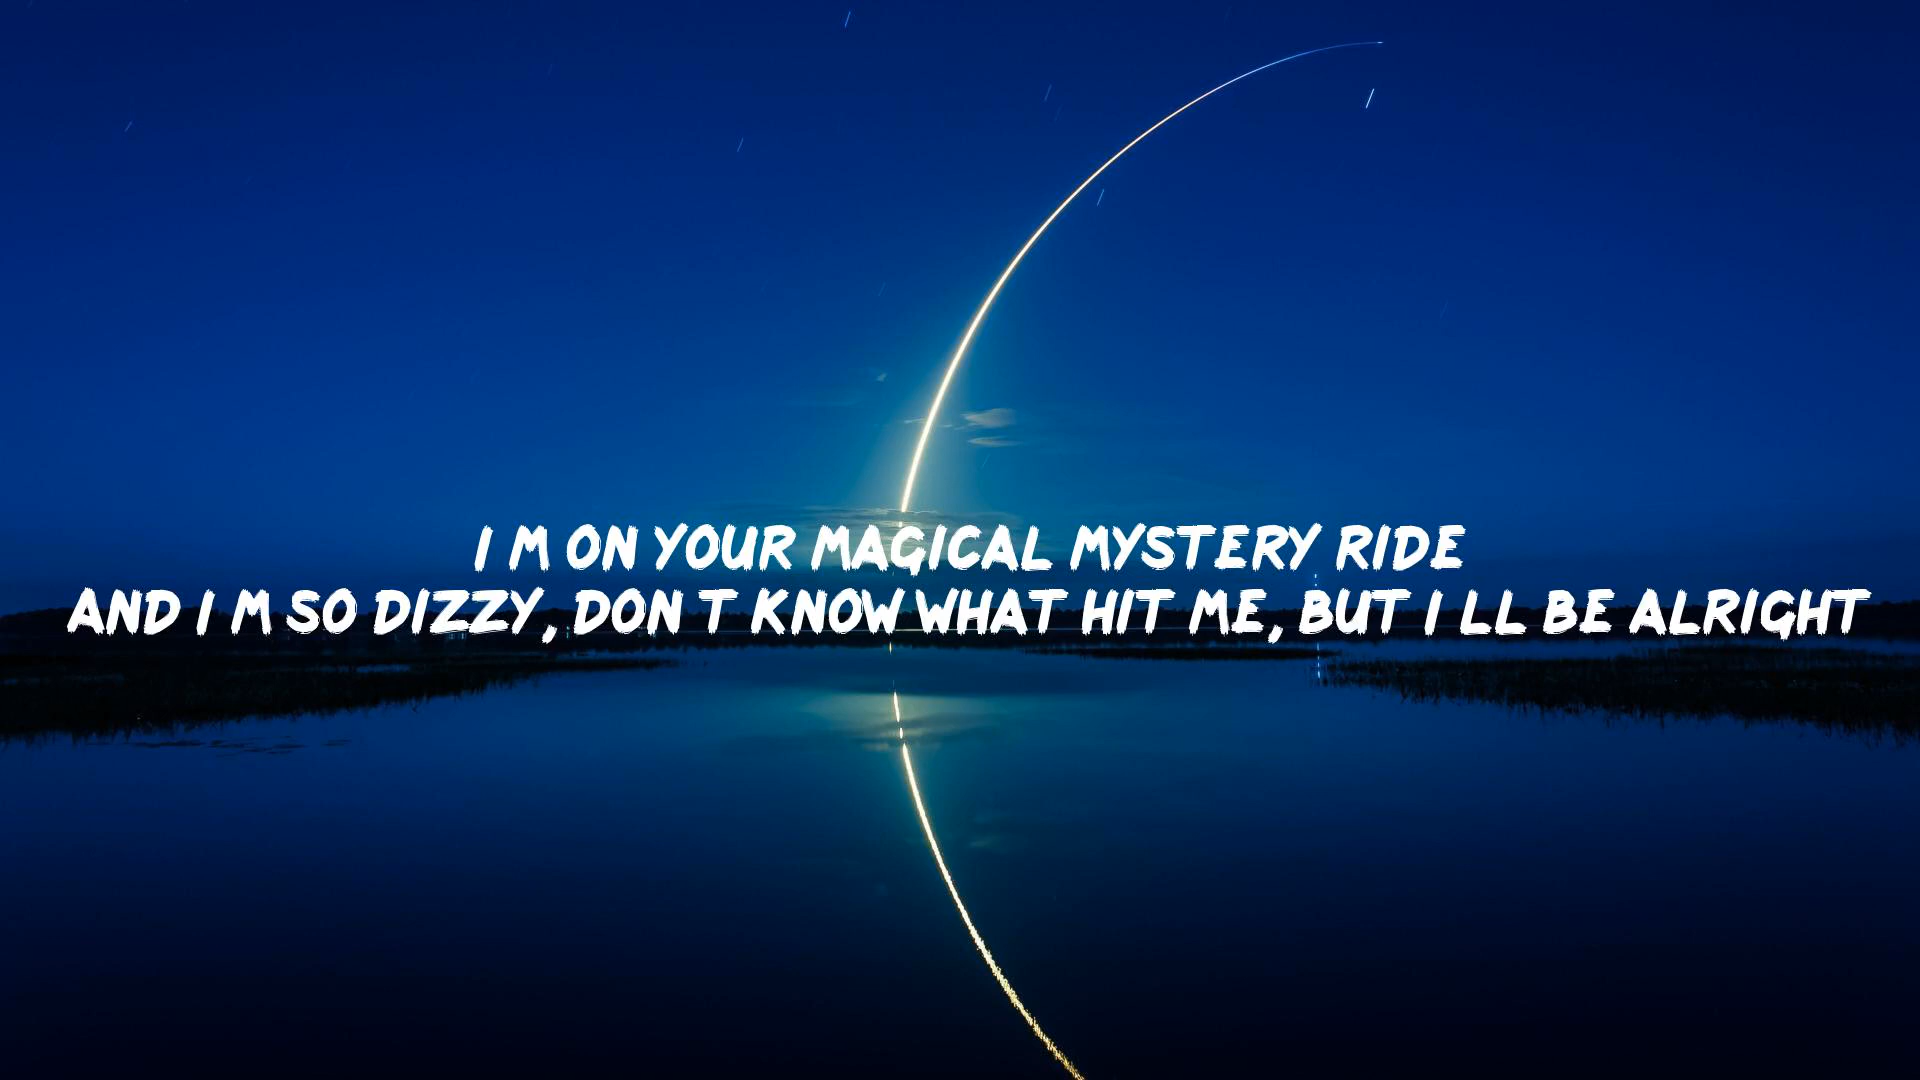 I M ON YOUR MAGICAL MYSTERY RIDE
AND I M SO DIZZY, DON T KNOW WHAT HIT ME, BUT I LL BE ALRIGHT